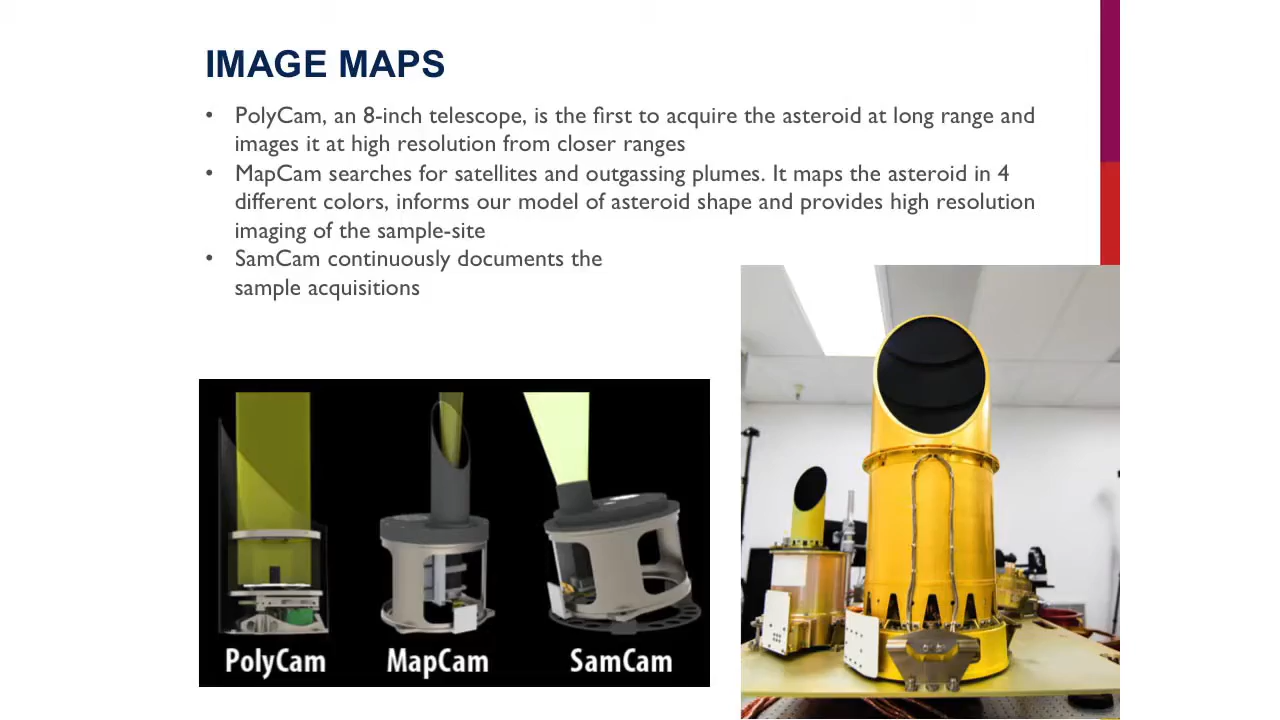 IMAGE MAPS
• PolyCam, an 8-inch telescope, is the first to acquire the asteroid at long range and
images it at high resolution from closer ranges
• MapCam searches for satellites and outgassing plumes. It maps the asteroid in 4
different colors, informs our model of asteroid shape and provides high resolution
imaging of the sample-site
• SamCam continuously documents the
sample acquisitions
PolyCam MapCam SamCam